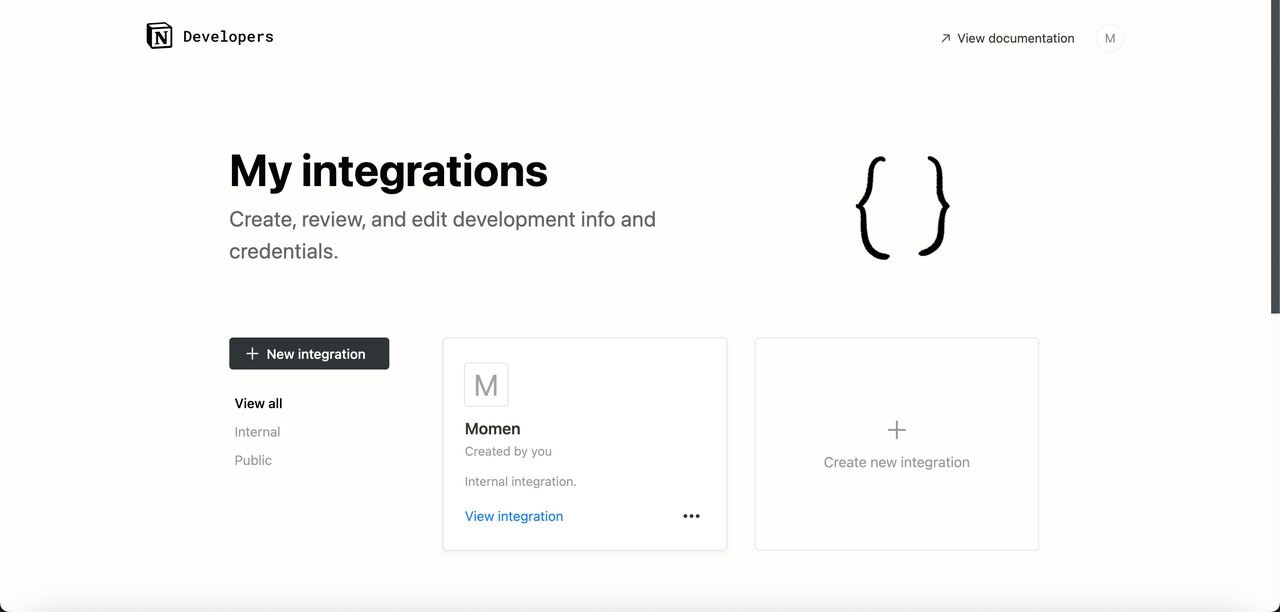 N Developers
View documentation
M
My integrations
Create, review, and edit development info and
credentials.
{ }
+ New integration
View all
Internal
Public
M
Momen
Created by you
Internal integration.
View integration
•••
+
Create new integration